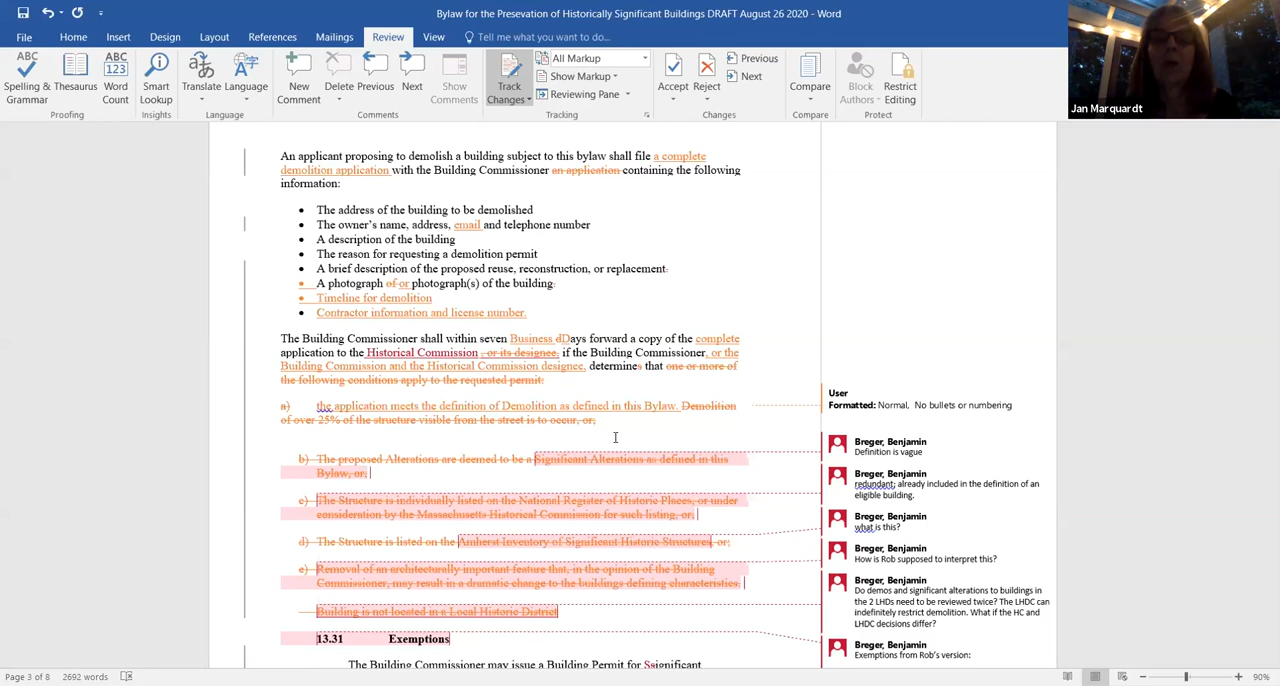 Bylaw for the Presevation of Historically Significant Buildings DRAFT August 26 2020 - Word
File Home Insert Design Layout References Mailings Review View Tell me what you want to do...
ABC
Spelling & Grammar
Thesaurus
ABC 123
Word Count
Proofing
Smart Lookup
Insights
Translate
Language
Language
New Comment
Delete
Previous
Next
Show Comments
Comments
Track Changes
All Markup
Show Markup
Reviewing Pane
Tracking
Accept
Reject
Previous
Next
Changes
Compare
Compare
Block Authors
Restrict Editing
Protect
Jan Marquardt
An applicant proposing to demolish a building subject to this bylaw shall file a complete
demolition application with the Building Commissioner an application containing the following
information:
• The address of the building to be demolished
• The owner's name, address, email and telephone number
• A description of the building
• The reason for requesting a demolition permit
• A brief description of the proposed reuse, reconstruction, or replacement.
• A photograph of or photograph(s) of the building.
• Timeline for demolition
• Contractor information and license number.
The Building Commissioner shall within seven Business dDays forward a copy of the complete
application to the Historical Commission , or its designee, if the Building Commissioner, or the
Building Commission and the Historical Commission designee, determines that one or more of
the following conditions apply to the requested permit:
a) the application meets the definition of Demolition as defined in this Bylaw. Demolition
of over 25% of the structure visible from the street is to occur, or;
b) The proposed Alterations are deemed to be a Significant Alterations as defined in this
Bylaw, or.
c) The Structure is individually listed on the National Register of Historic Places, or under
consideration by the Massachusetts Historical Commission for such listing, or.
d) The Structure is listed on the Amherst Inventory of Significant Historic Structures, or;
e) Removal of an architecturally important feature that, in the opinion of the Building
Commissioner, may result in a dramatic change to the buildings defining characteristics.
Building is not located in a Local Historic District
13.31 Exemptions
The Building Commissioner may issue a Building Permit for Ssignificant
User
Formatted: Normal, No bullets or numbering
Breger, Benjamin
Definition is vague
Breger, Benjamin
redundant; already included in the definition of an
eligible building.
Breger, Benjamin
what is this?
Breger, Benjamin
How is Rob supposed to interpret this?
Breger, Benjamin
Do demos and significant alterations to buildings in
the 2 LHDs need to be reviewed twice? The LHDC can
indefinitely restrict demolition. What if the HC and
LHDC decisions differ?
Breger, Benjamin
Exemptions from Rob's version:
Page 3 of 8 2692 words
90%